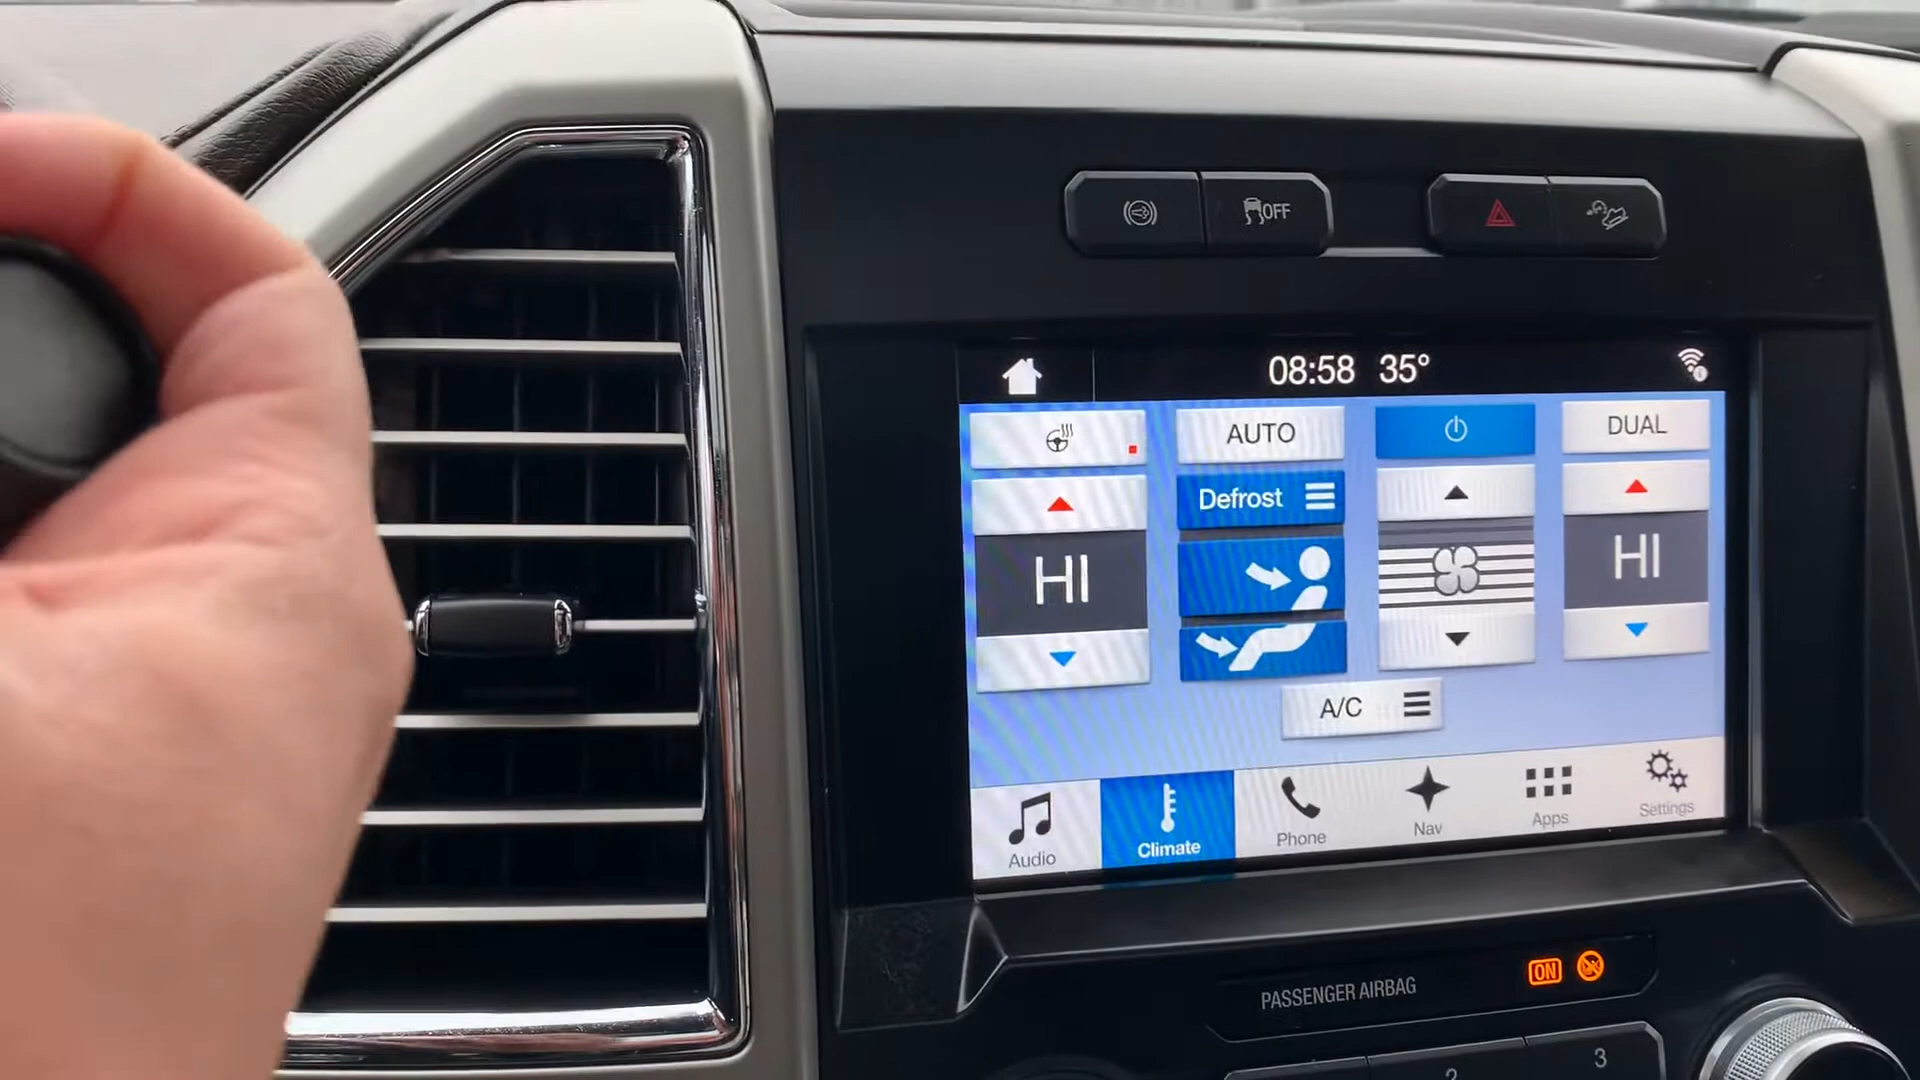 OFF
08:58 35°
AUTO
DUAL
Defrost
HI
HI
A/C
Audio
Climate
Phone
Nav
Apps
Settings
PASSENGER AIRBAG
ON
2
3